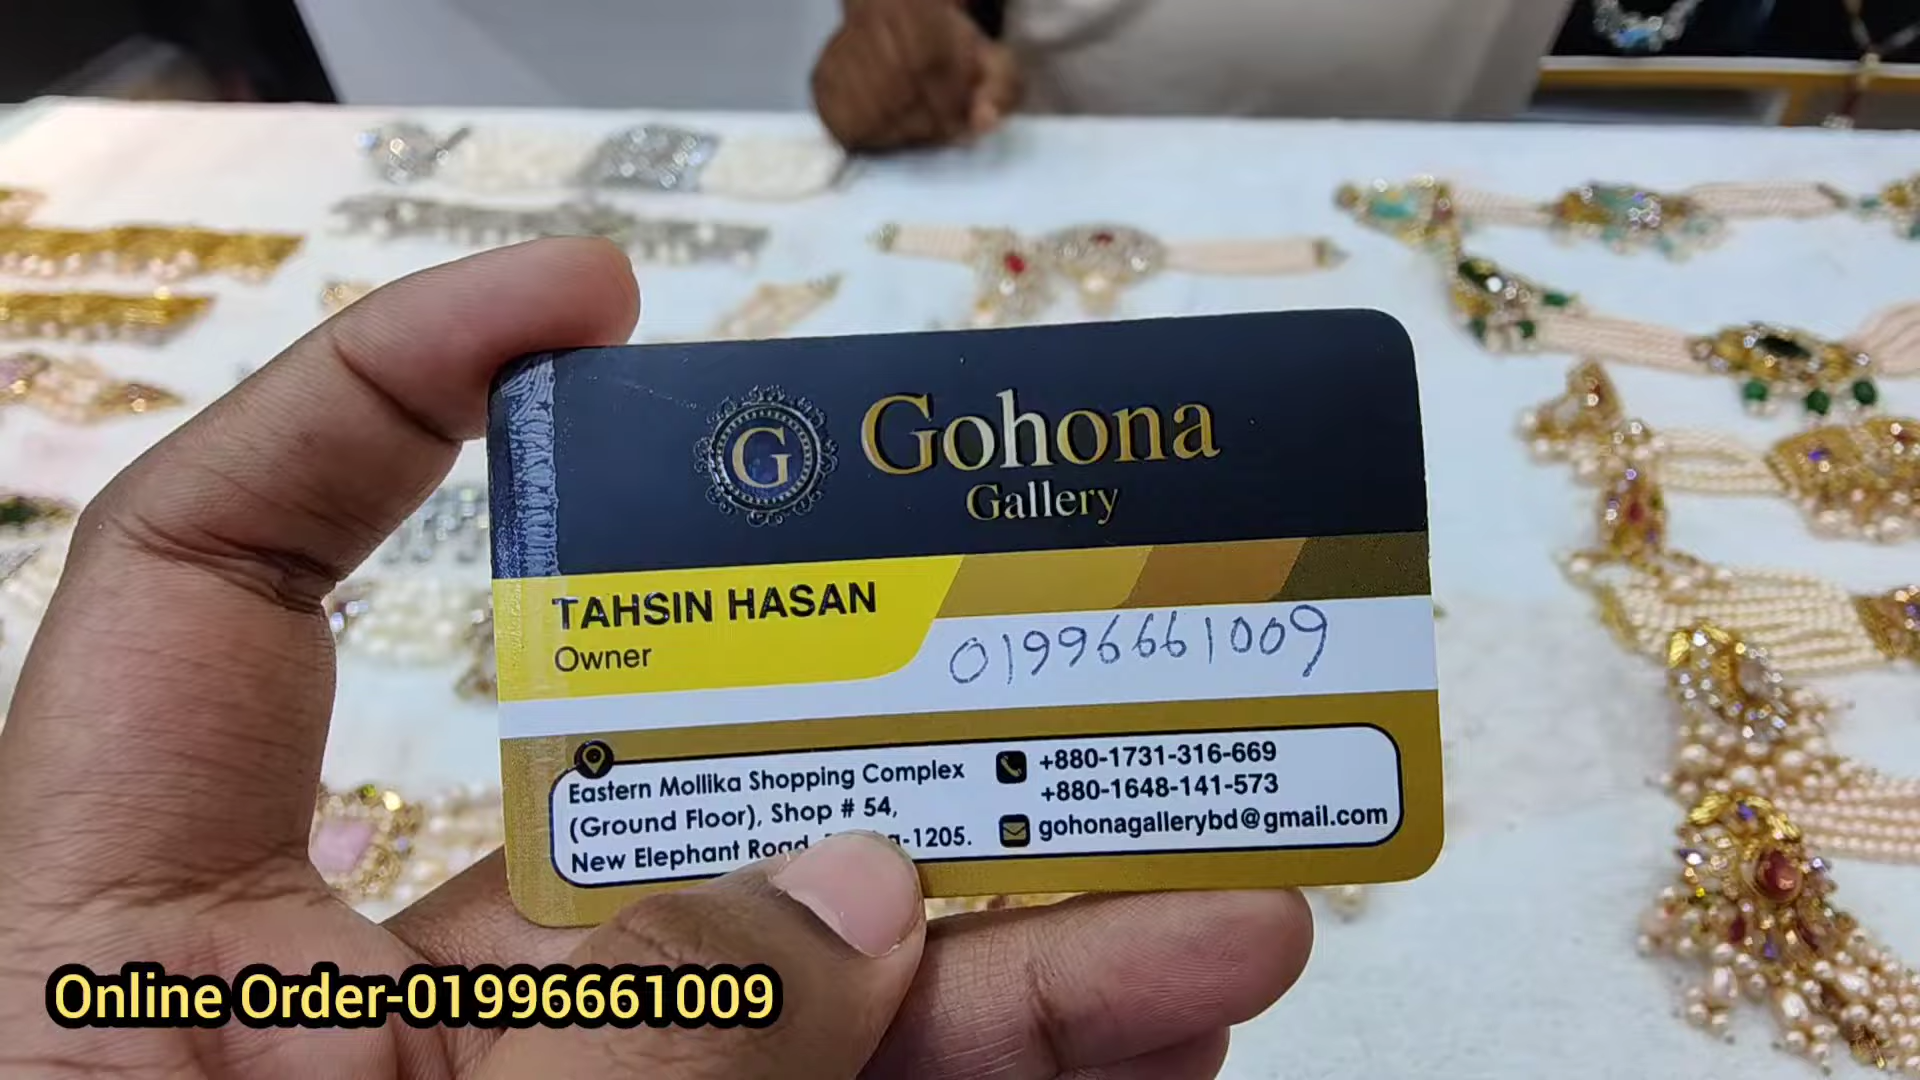 G
Gohona
Gallery
TAHSIN HASAN
Owner
01996661009
Eastern Mollika Shopping Complex
(Ground Floor), Shop # 54,
New Elephant Road, -1205.
+880-1731-316-669
+880-1648-141-573
gohonagallerybd@gmail.com
Online Order-01996661009